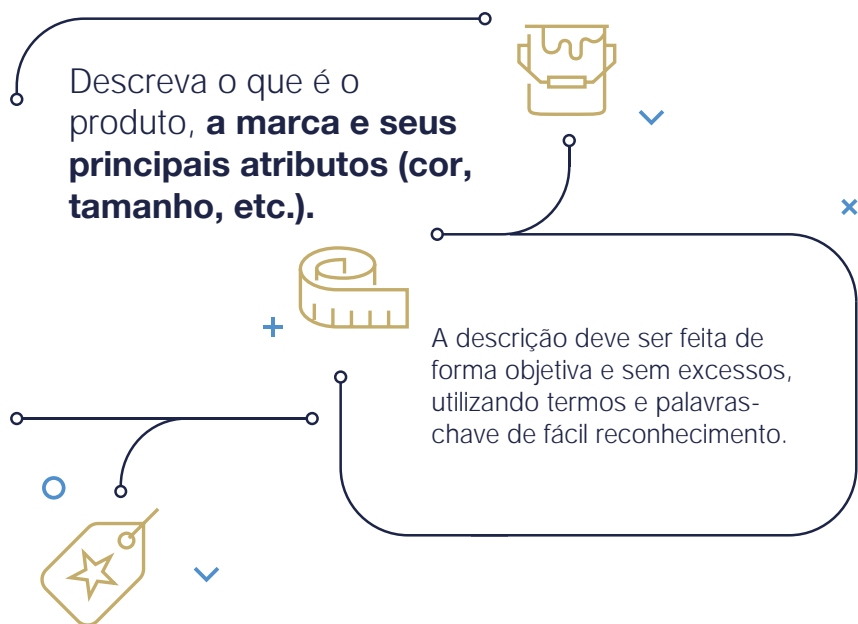 Descreva o que é o
produto, a marca e seus
principais atributos (cor,
tamanho, etc.).
A descrição deve ser feita de
forma objetiva e sem excessos,
utilizando termos e palavras-
chave de fácil reconhecimento.